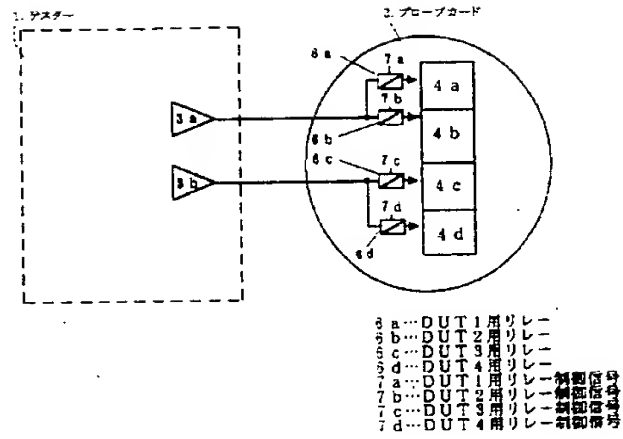 1. テスター
2. プローブカード
6a
7a
4a
3a
7b
4b
6b
6c
7c
3b
4c
7d
4d
6d
6a…DUT1用リレー
6b…DUT2用リレー
6c…DUT3用リレー
6d…DUT4用リレー
7a…DUT1用リレー制御信号
7b…DUT2用リレー制御信号
7c…DUT3用リレー制御信号
7d…DUT4用リレー制御信号